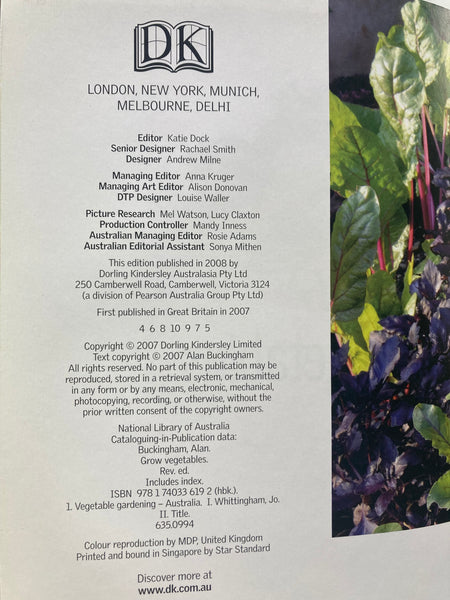 DK
LONDON, NEW YORK, MUNICH,
MELBOURNE, DELHI
Editor Katie Dock
Senior Designer Rachael Smith
Designer Andrew Milne
Managing Editor Anna Kruger
Managing Art Editor Alison Donovan
DTP Designer Louise Waller
Picture Research Mel Watson, Lucy Claxton
Production Controller Mandy Inness
Australian Managing Editor Rosie Adams
Australian Editorial Assistant Sonya Mithen
This edition published in 2008 by
Dorling Kindersley Australasia Pty Ltd
250 Camberwell Road, Camberwell, Victoria 3124
(a division of Pearson Australia Group Pty Ltd)
First published in Great Britain in 2007
4 6 8 10 9 7 5
Copyright © 2007 Dorling Kindersley Limited
Text copyright © 2007 Alan Buckingham
All rights reserved. No part of this publication may be
reproduced, stored in a retrieval system, or transmitted
in any form or by any means, electronic, mechanical,
photocopying, recording, or otherwise, without the
prior written consent of the copyright owners.
National Library of Australia
Cataloguing-in-Publication data:
Buckingham, Alan.
Grow vegetables.
Rev. ed.
Includes index.
ISBN 978 1 74033 619 2 (hbk.).
1. Vegetable gardening – Australia. I. Whittingham, Jo.
II. Title.
635.0994
Colour reproduction by MDP, United Kingdom
Printed and bound in Singapore by Star Standard
Discover more at
www.dk.com.au